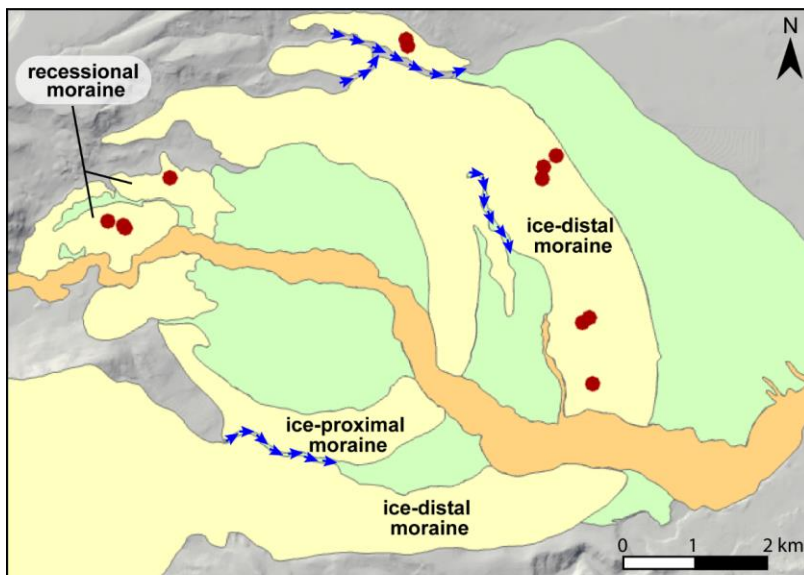 N
recessional
moraine
ice-distal
moraine
ice-proximal
moraine
ice-distal
moraine
0 1 2 km